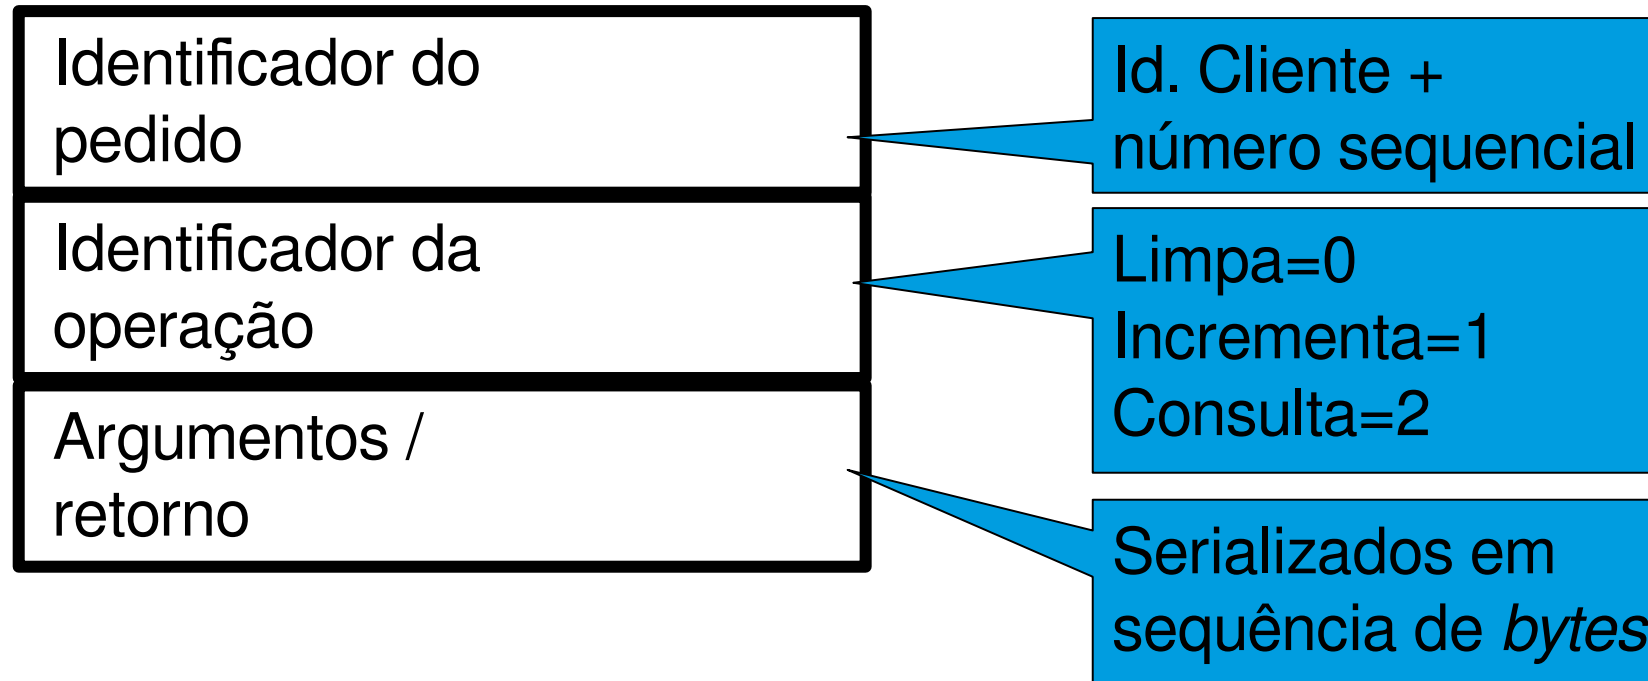 Identificador do
pedido
Id. Cliente +
número sequencial
Identificador da
operação
Limpa=0
Incrementa=1
Consulta=2
Argumentos /
retorno
Serializados em
sequência de bytes